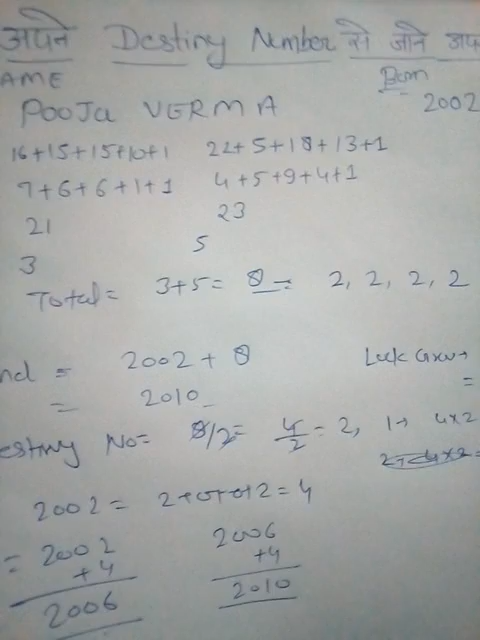 अपने Destiny Number से जाने अप
AME Born
POOJa VERMA 2002
16+15+15+10+1 22+5+18+13+1
7+6+6+1+1 4+5+9+4+1
21 23
3 5
Total= 3+5= 8 = 2, 2, 2, 2
nd = 2002 + 8
= 2010
Luck
=
estiny No= 8/2= 4/2 = 2, 1→ 4×2
2002 = 2+0+0+2=4
= 2002 2006
+4 +4
2006 2010